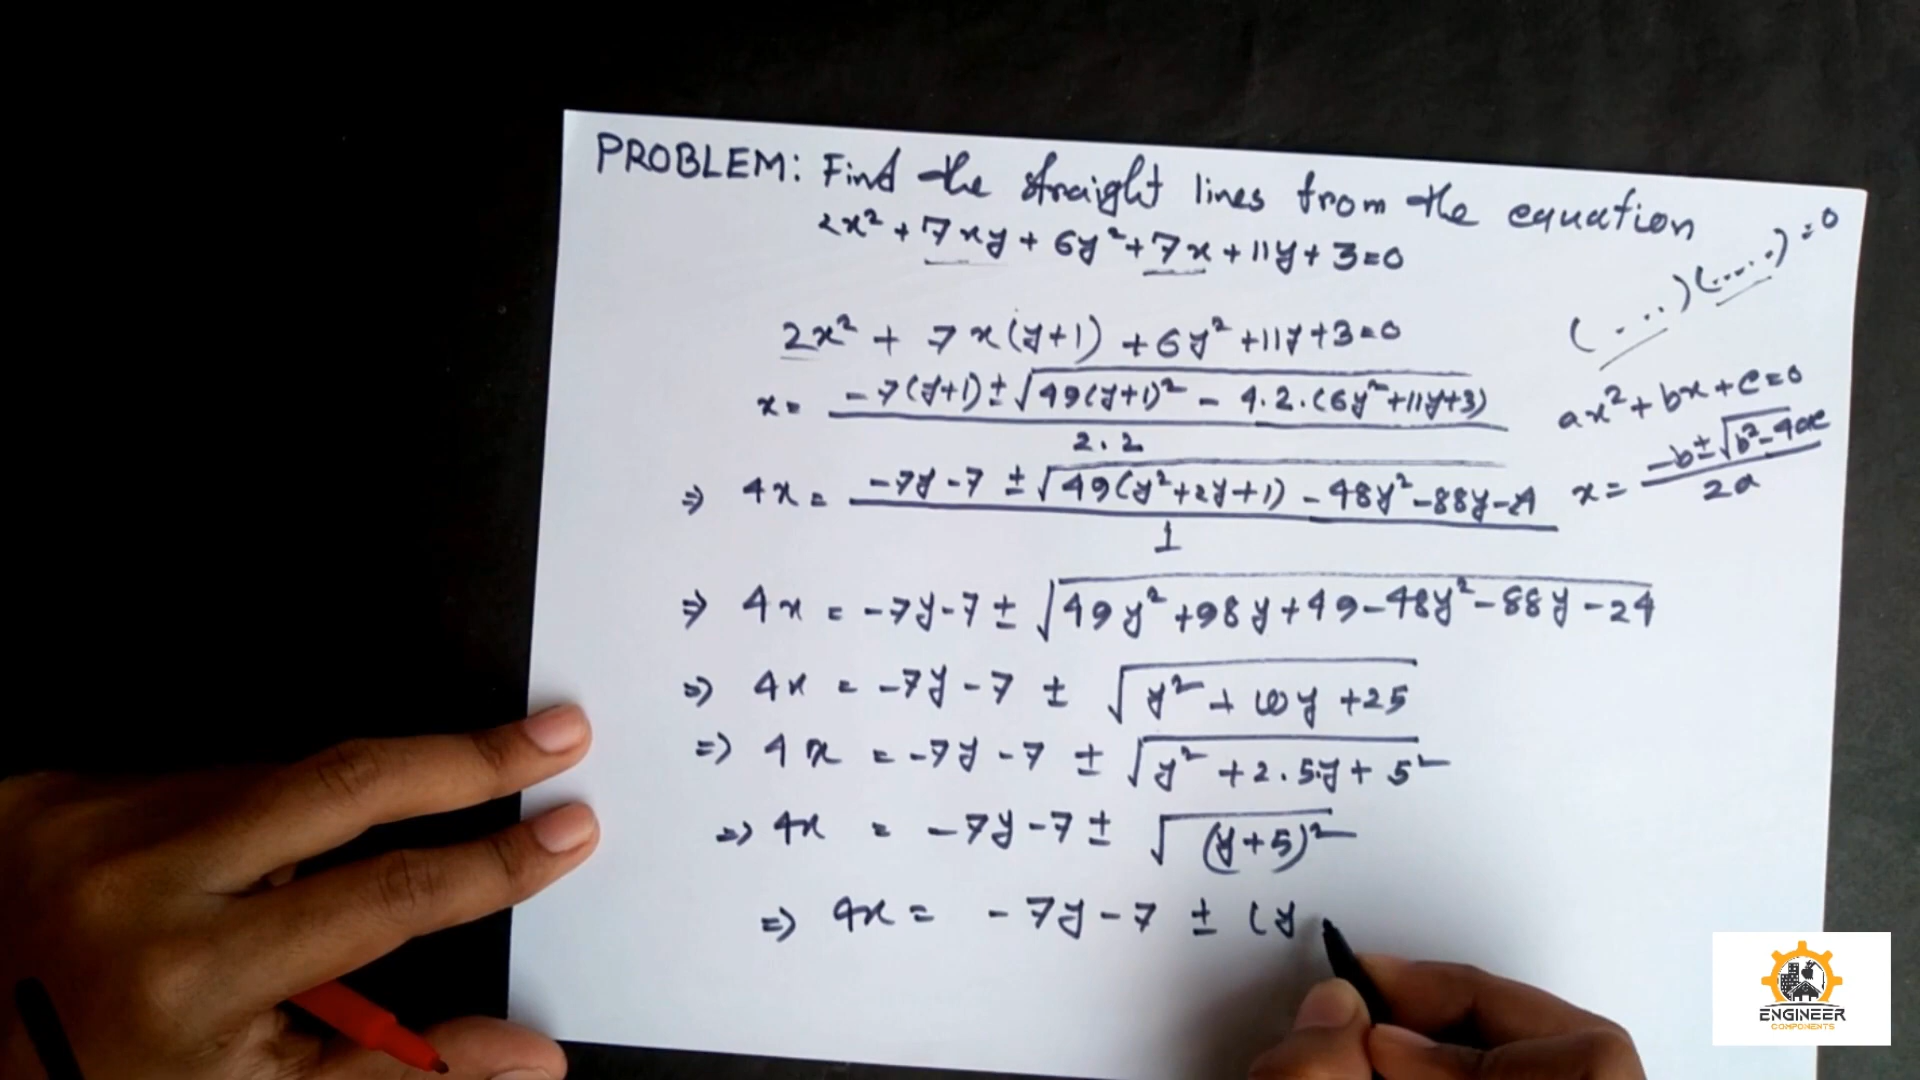 PROBLEM: Find the straight lines from the equation
2x² + 7xy + 6y² + 7x + 11y + 3 = 0
(....)(.....) = 0
2x² + 7x(y+1) + 6y² + 11y + 3 = 0
x = -7(y+1) ± √49(y+1)² - 4.2.(6y²+11y+3)
2.2
ax² + bx + c = 0
x = -b ± √b² - 4ac
2a
⇒ 4x = -7y - 7 ± √49(y²+2y+1) - 48y² - 88y - 24
1
⇒ 4x = -7y - 7 ± √49y² + 98y + 49 - 48y² - 88y - 24
⇒ 4x = -7y - 7 ± √y² + 10y + 25
⇒ 4x = -7y - 7 ± √y² + 2.5.y + 5²
⇒ 4x = -7y - 7 ± √(y+5)²
⇒ 4x = -7y - 7 ± (y
ENGINEER
COMPONENTS